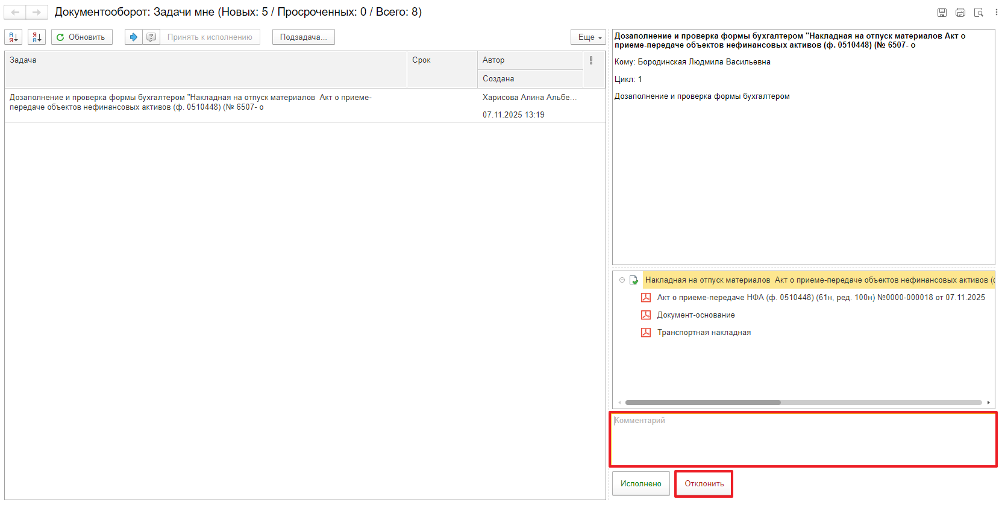 Документооборот: Задачи мне (Новых: 5 / Просроченных: 0 / Всего: 8)
Обновить
Принять к исполнению
Подзадача...
Еще
Задача
Срок
Автор
Создана
Дозаполнение и проверка формы бухгалтером "Накладная на отпуск материалов  Акт о приеме-
передаче объектов нефинансовых активов (ф. 0510448) (№ 6507- о
Харисова Алина Альбе...
07.11.2025 13:19
Дозаполнение и проверка формы бухгалтером "Накладная на отпуск материалов Акт о
приеме-передаче объектов нефинансовых активов (ф. 0510448) (№ 6507- о
Кому: Бородинская Людмила Васильевна
Цикл: 1
Дозаполнение и проверка формы бухгалтером
Накладная на отпуск материалов  Акт о приеме-передаче объектов нефинансовых активов (
Акт о приеме-передаче НФА (ф. 0510448) (61н, ред. 100н) №0000-000018 от 07.11.2025
Документ-основание
Транспортная накладная
Комментарий
Исполнено
Отклонить